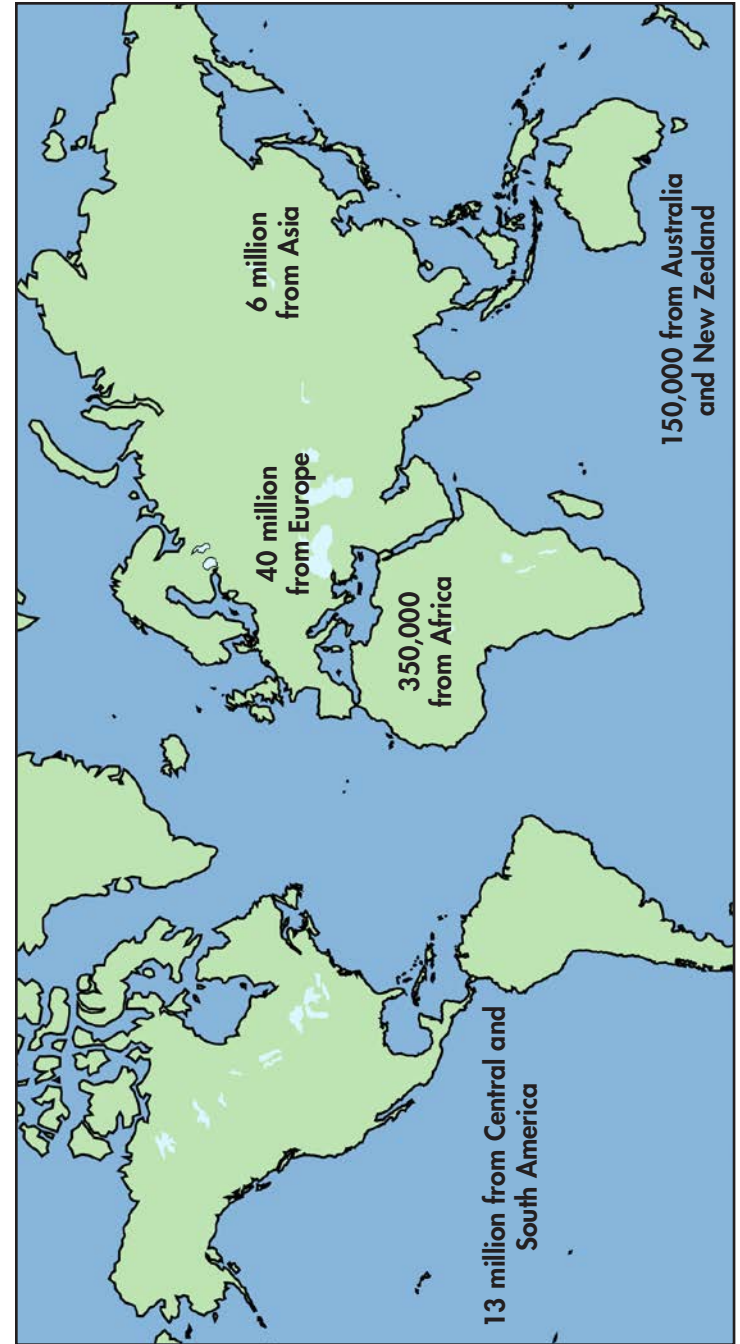 40 million
from Europe
6 million
from Asia
350,000
from Africa
13 million from Central and
South America
150,000 from Australia
and New Zealand